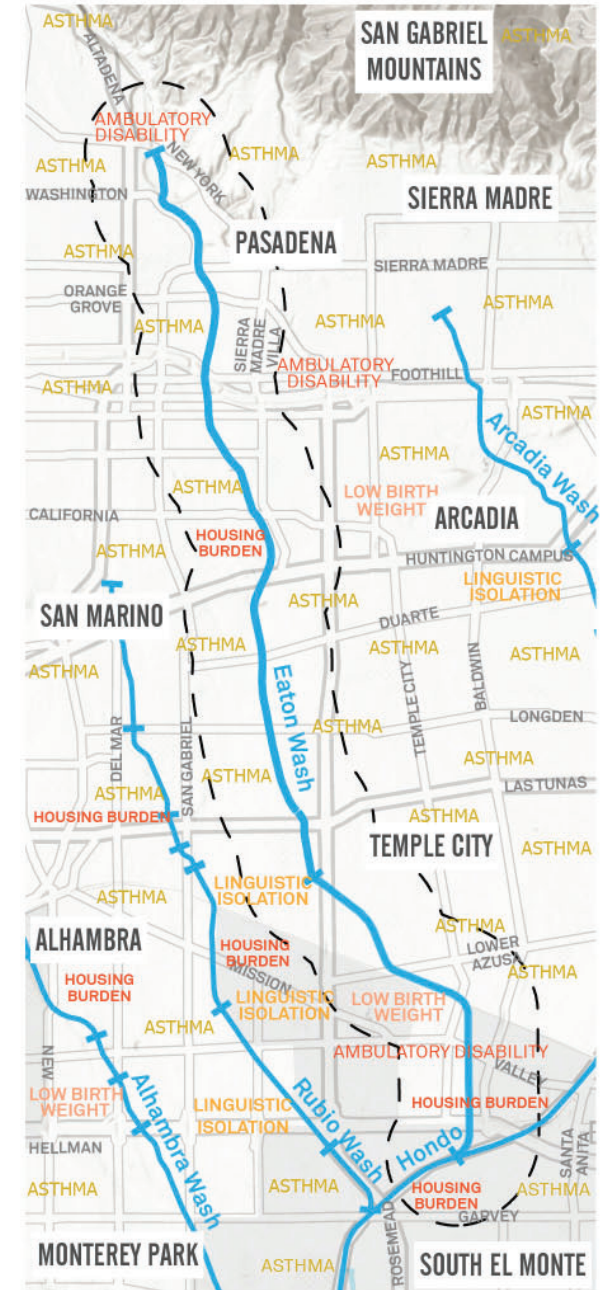 ASTHMA
SAN GABRIEL
MOUNTAINS
ASTHMA
ALTADENA
AMBULATORY
DISABILITY
NEW YORK
ASTHMA
ASTHMA
ASTHMA
WASHINGTON
SIERRA MADRE
PASADENA
ASTHMA
SIERRA MADRE
ORANGE
GROVE
ASTHMA
ASTHMA
ASTHMA
SIERRA
MADRE
VILLA
AMBULATORY
DISABILITY
FOOTHILL
ASTHMA
ASTHMA
Arcadia Wash
ASTHMA
ASTHMA
LOW BIRTH
WEIGHT
CALIFORNIA
ARCADIA
HOUSING
BURDEN
ASTHMA
HUNTINGTON CAMPUS
LINGUISTIC
ISOLATION
ASTHMA
SAN MARINO
DUARTE
ASTHMA
ASTHMA
ASTHMA
ASTHMA
TEMPLE CITY
BALDWIN
Eaton Wash
LONGDEN
DEL MAR
SAN GABRIEL
ASTHMA
ASTHMA
ASTHMA
LAS TUNAS
ASTHMA
HOUSING BURDEN
ASTHMA
TEMPLE CITY
ASTHMA
LINGUISTIC
ISOLATION
ASTHMA
ASTHMA
ALHAMBRA
HOUSING
BURDEN
LOWER
AZUSA
ASTHMA
MISSION
HOUSING
BURDEN
LINGUISTIC
ISOLATION
LOW BIRTH
WEIGHT
ASTHMA
AMBULATORY DISABILITY
NEW
VALLEY
LOW BIRTH
WEIGHT
Alhambra Wash
LINGUISTIC
ISOLATION
Rubio Wash
HOUSING BURDEN
HELLMAN
Hondo
SANTA
ANITA
ASTHMA
ASTHMA
HOUSING
BURDEN
ASTHMA
GARVEY
ROSEMEAD
MONTEREY PARK
ASTHMA
SOUTH EL MONTE